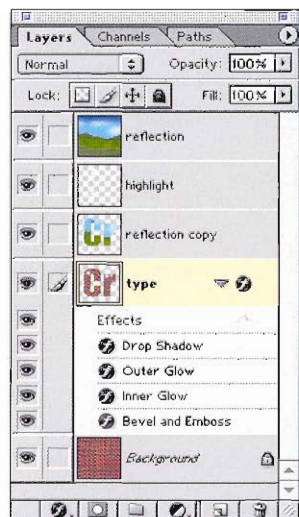 Layers Channels Paths
Normal Opacity: 100%
Lock: Fill: 100%
reflection
highlight
Cr reflection copy
Cr type
Effects
Drop Shadow
Outer Glow
Inner Glow
Bevel and Emboss
Background